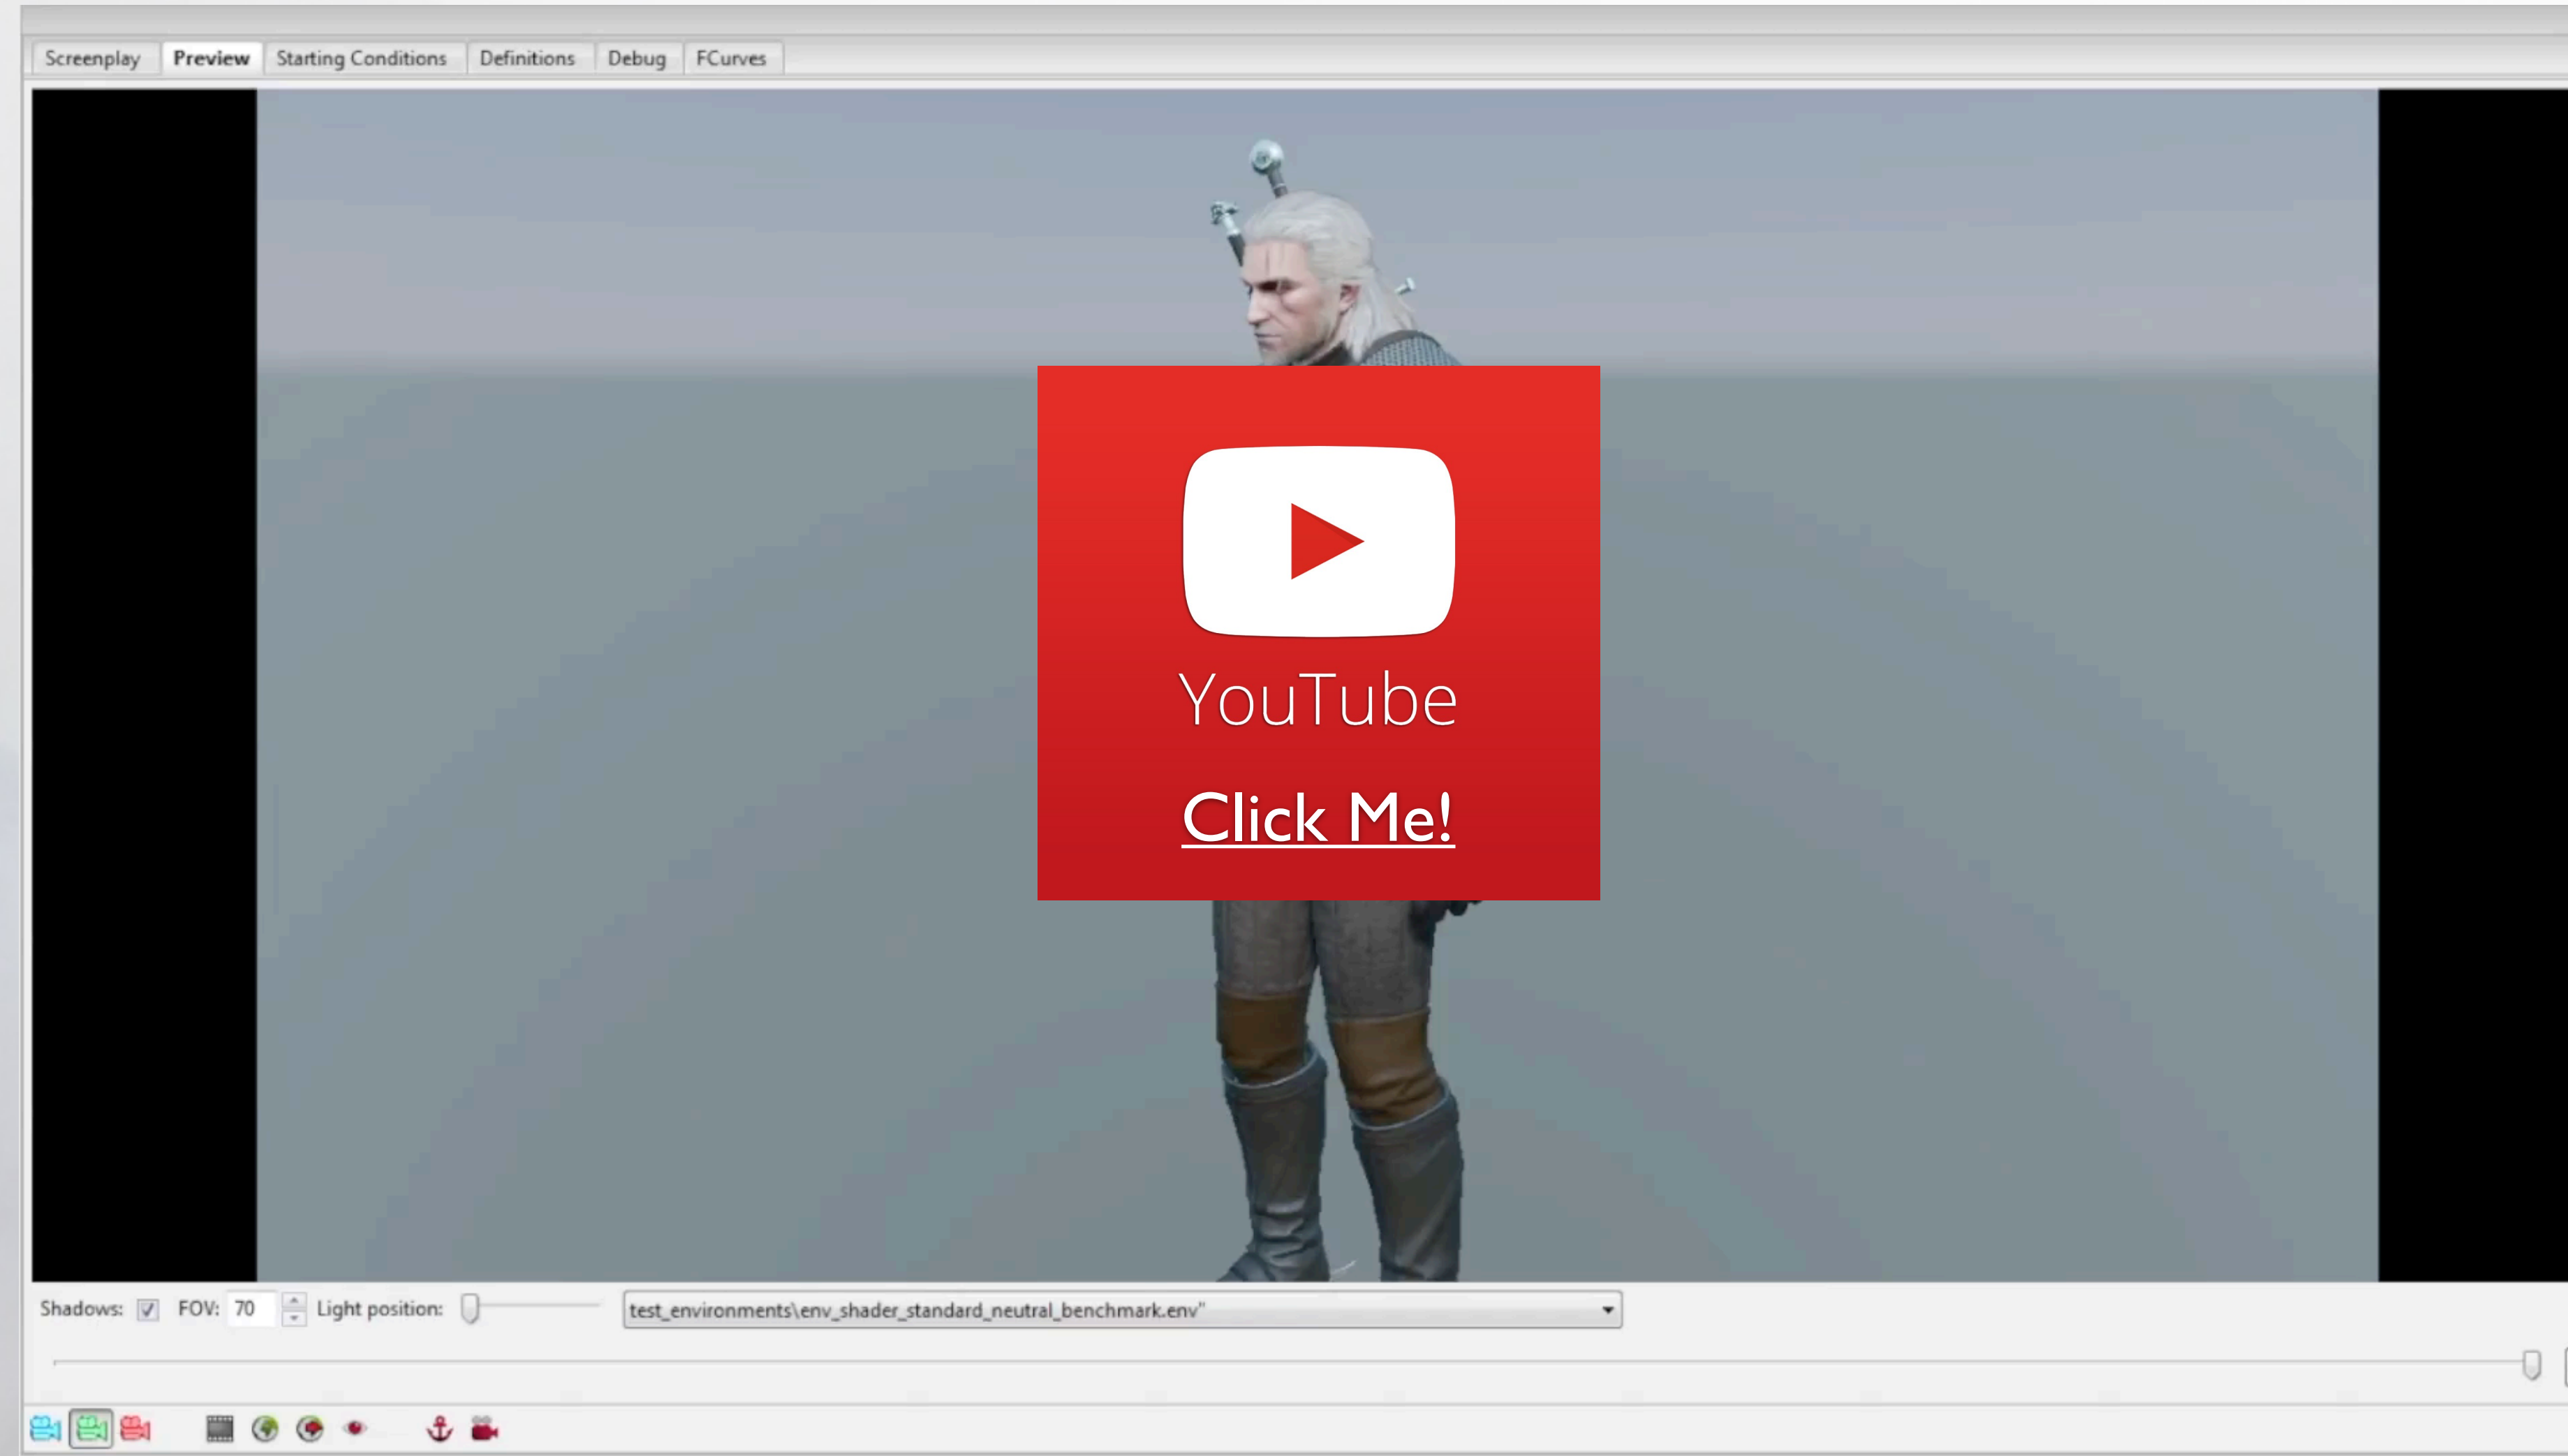 Screenplay Preview Starting Conditions Definitions Debug FCurves
YouTube
Click Me!
Shadows: FOV: 70 Light position: test_environments\env_shader_standard_neutral_benchmark.env"